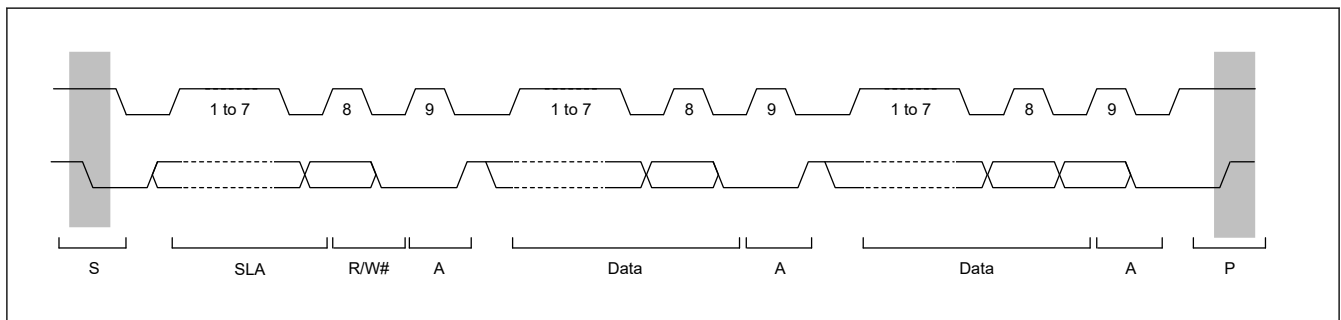 1 to 7 8 9 1 to 7 8 9 1 to 7 8 9
S SLA R/W# A Data A Data A P